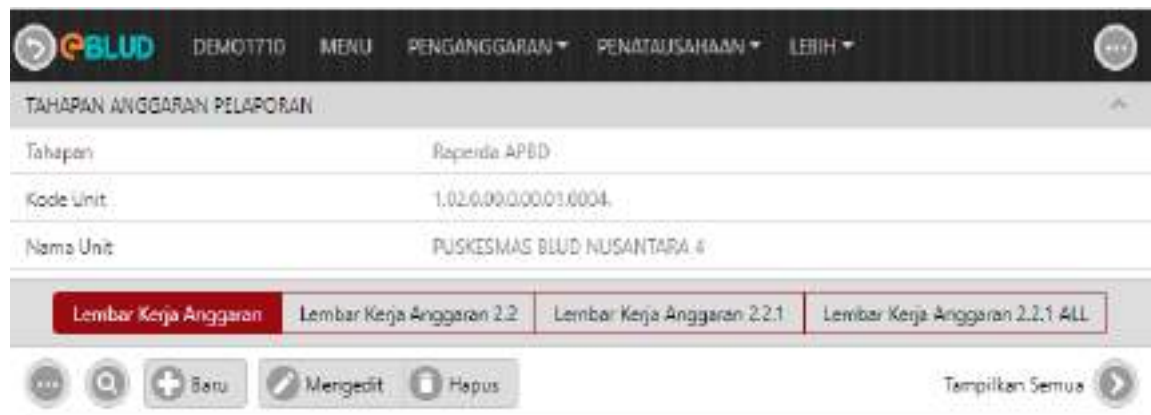 eBLUD DEMO1710 MENU PENGANGGARAN PENATAUSAHAAN LEBIH
TAHAPAN ANGGARAN PELAPORAN
Tahapan Raperda APBD
Kode Unit 1.02.0.00.0.00.01.0004.
Nama Unit PUSKESMAS BLUD NUSANTARA 4
Lembar Kerja Anggaran Lembar Kerja Anggaran 2.2 Lembar Kerja Anggaran 2.2.1 Lembar Kerja Anggaran 2.2.1 ALL
Baru Mengedit Hapus Tampilkan Semua